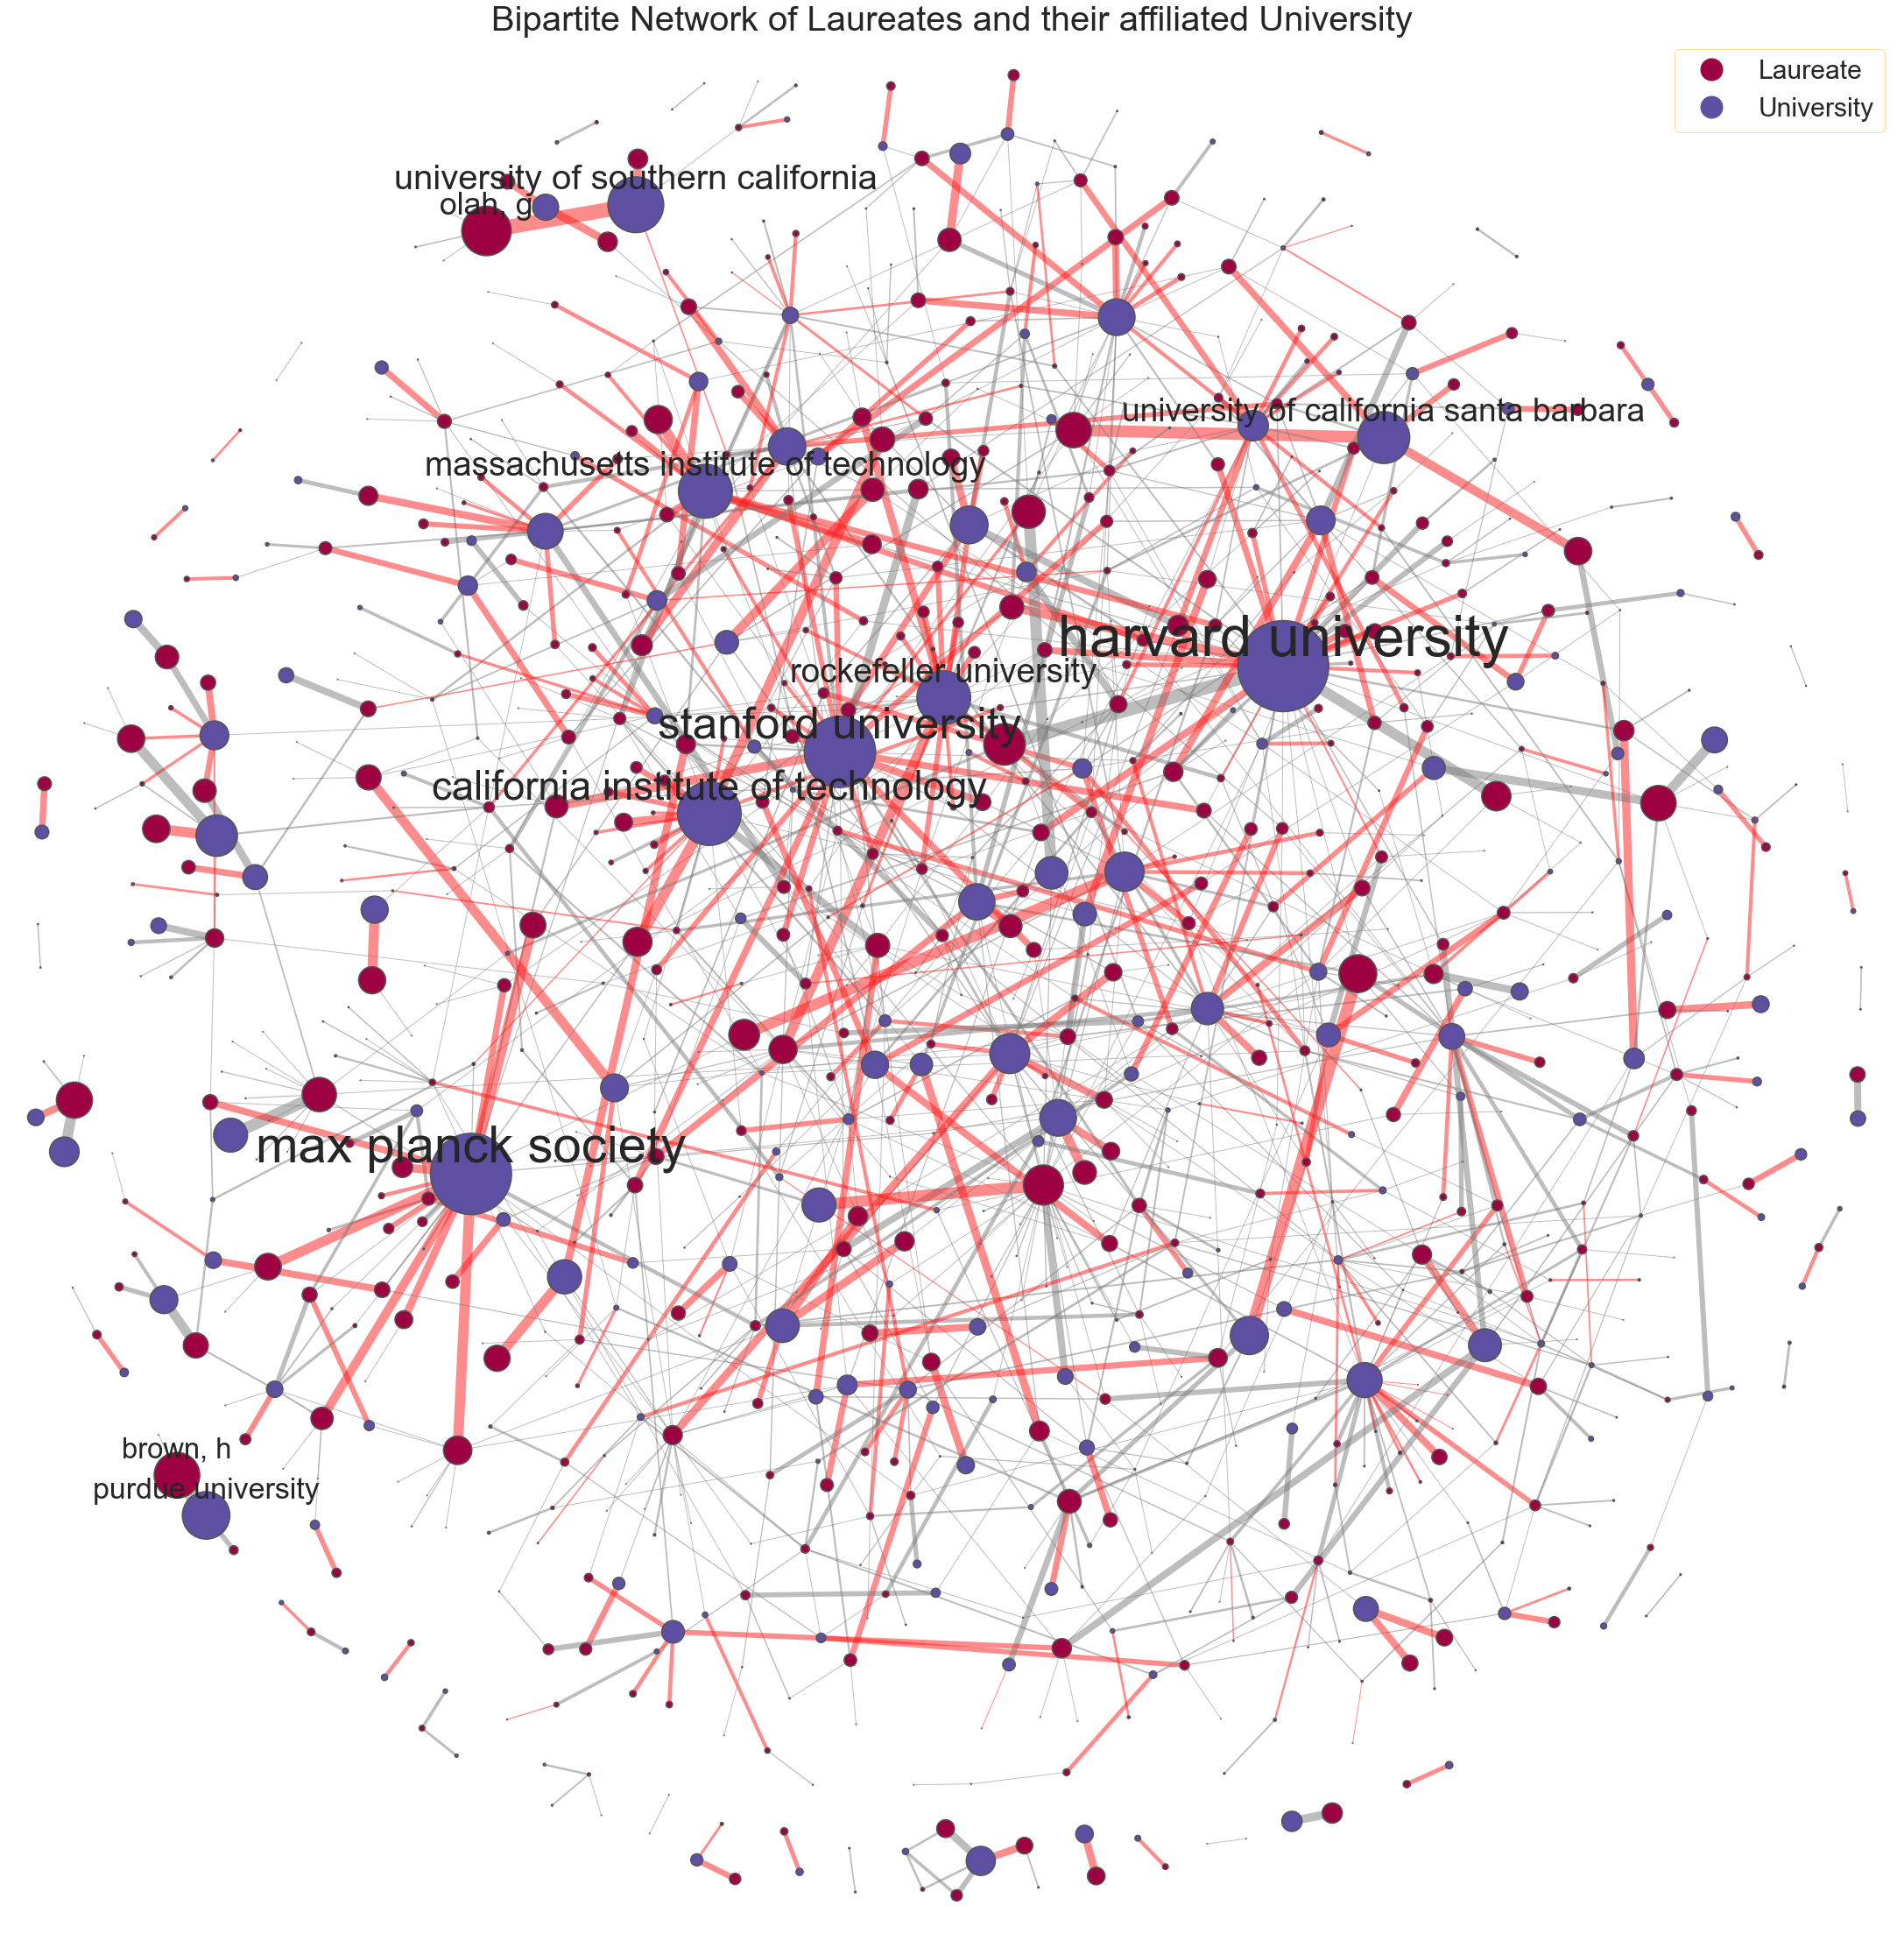 Bipartite Network of Laureates and their affiliated University
Laureate
University
university of southern california
olah, g
university of california santa barbara
massachusetts institute of technology
harvard university
rockefeller university
stanford university
california institute of technology
max planck society
brown, h
purdue university